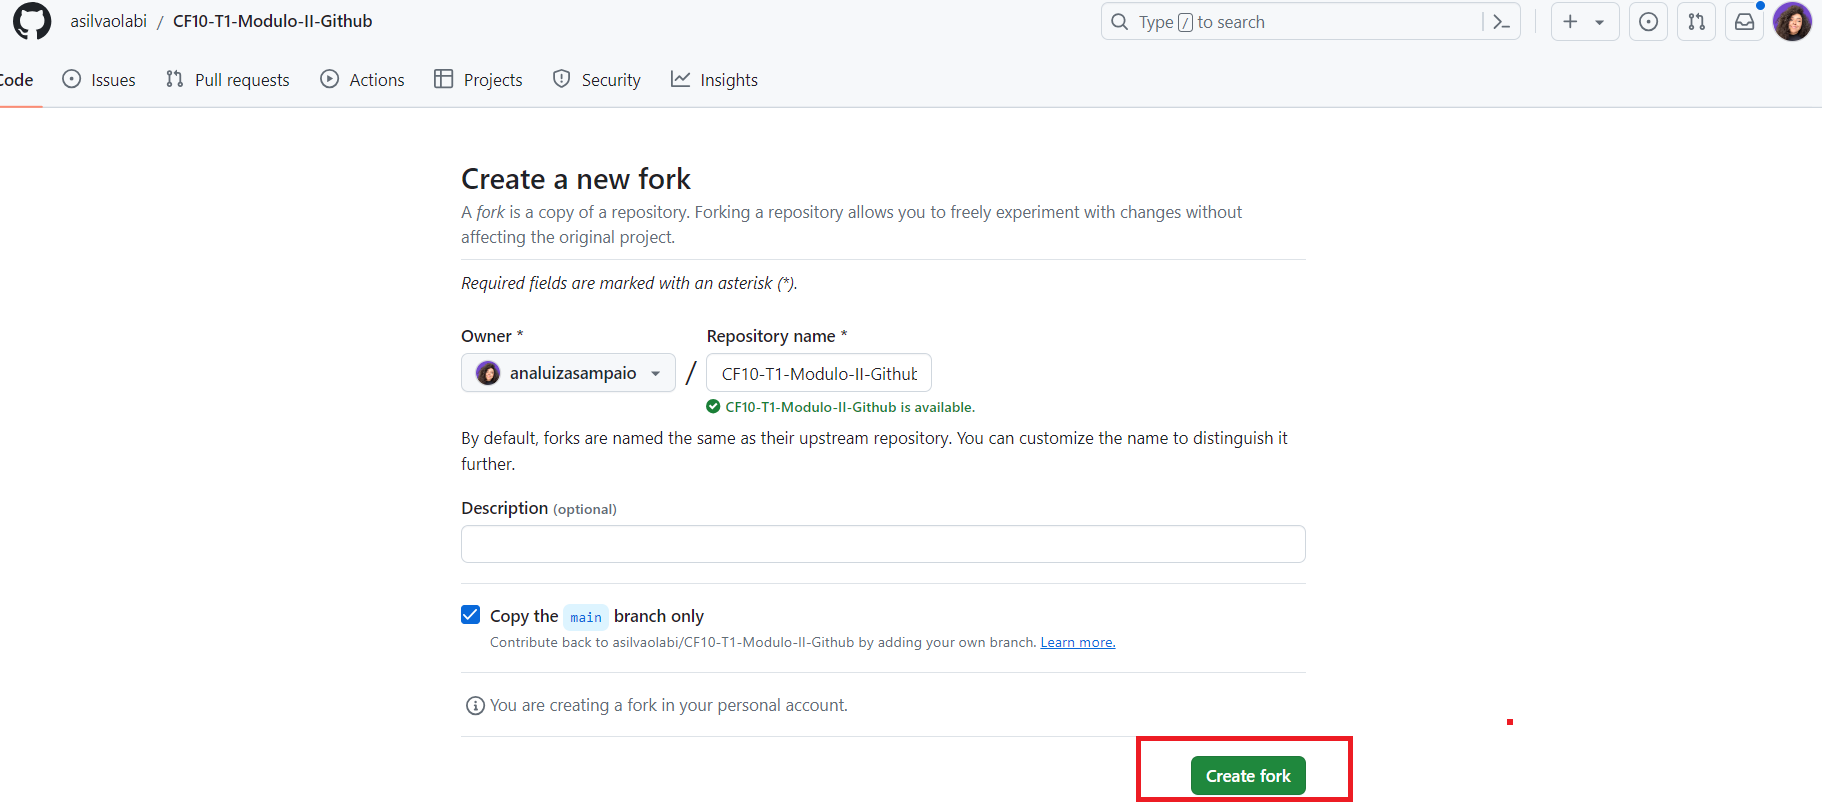 asilvaolabi / CF10-T1-Modulo-II-Github
Type / to search
Code Issues Pull requests Actions Projects Security Insights
Create a new fork
A fork is a copy of a repository. Forking a repository allows you to freely experiment with changes without
affecting the original project.
Required fields are marked with an asterisk (*).
Owner * Repository name *
analuizasampaio / CF10-T1-Modulo-II-Github
CF10-T1-Modulo-II-Github is available.
By default, forks are named the same as their upstream repository. You can customize the name to distinguish it
further.
Description (optional)
Copy the main branch only
Contribute back to asilvaolabi/CF10-T1-Modulo-II-Github by adding your own branch. Learn more.
You are creating a fork in your personal account.
Create fork